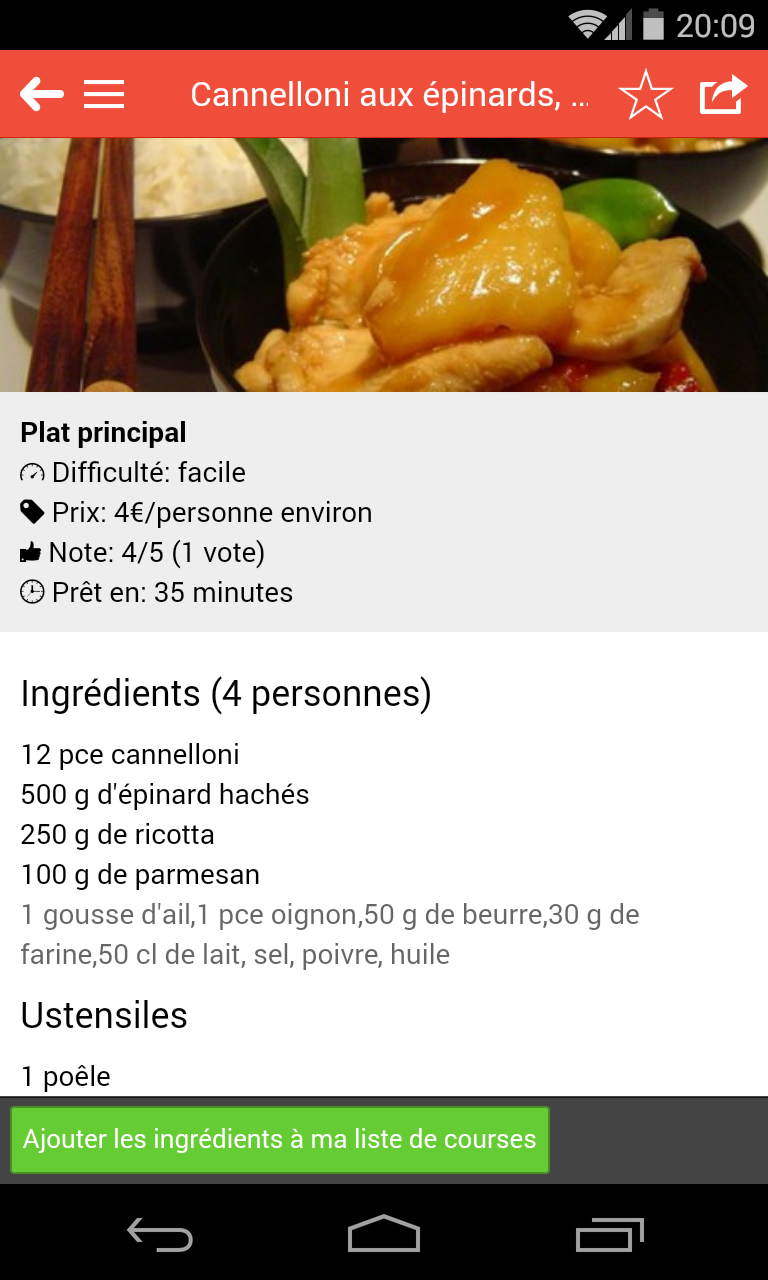 20:09
Cannelloni aux épinards, ...
Plat principal
Difficulté: facile
Prix: 4€/personne environ
Note: 4/5 (1 vote)
Prêt en: 35 minutes
Ingrédients (4 personnes)
12 pce cannelloni
500 g d'épinard hachés
250 g de ricotta
100 g de parmesan
1 gousse d'ail,1 pce oignon,50 g de beurre,30 g de
farine,50 cl de lait, sel, poivre, huile
Ustensiles
1 poêle
Ajouter les ingrédients à ma liste de courses